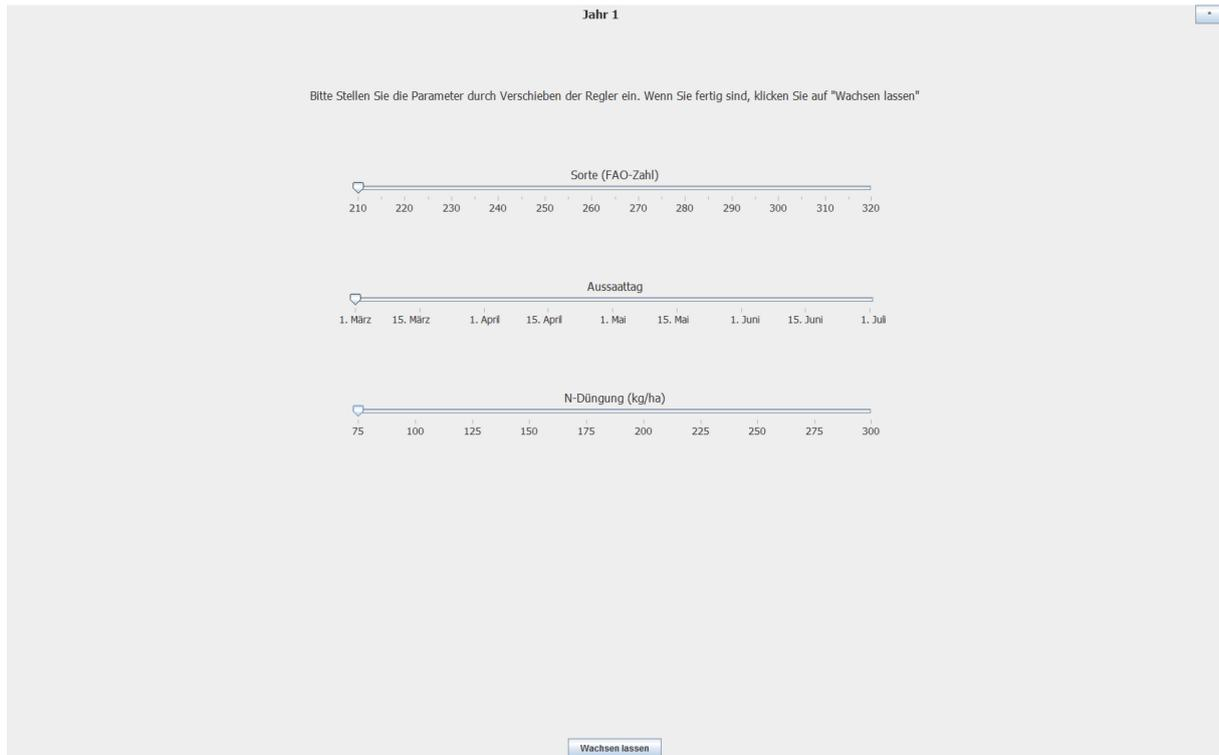 Jahr 1
*
Bitte Stellen Sie die Parameter durch Verschieben der Regler ein. Wenn Sie fertig sind, klicken Sie auf "Wachsen lassen"
Sorte (FAO-Zahl)
210 220 230 240 250 260 270 280 290 300 310 320
Aussaattag
1. März 15. März 1. April 15. April 1. Mai 15. Mai 1. Juni 15. Juni 1. Juli
N-Düngung (kg/ha)
75 100 125 150 175 200 225 250 275 300
Wachsen lassen